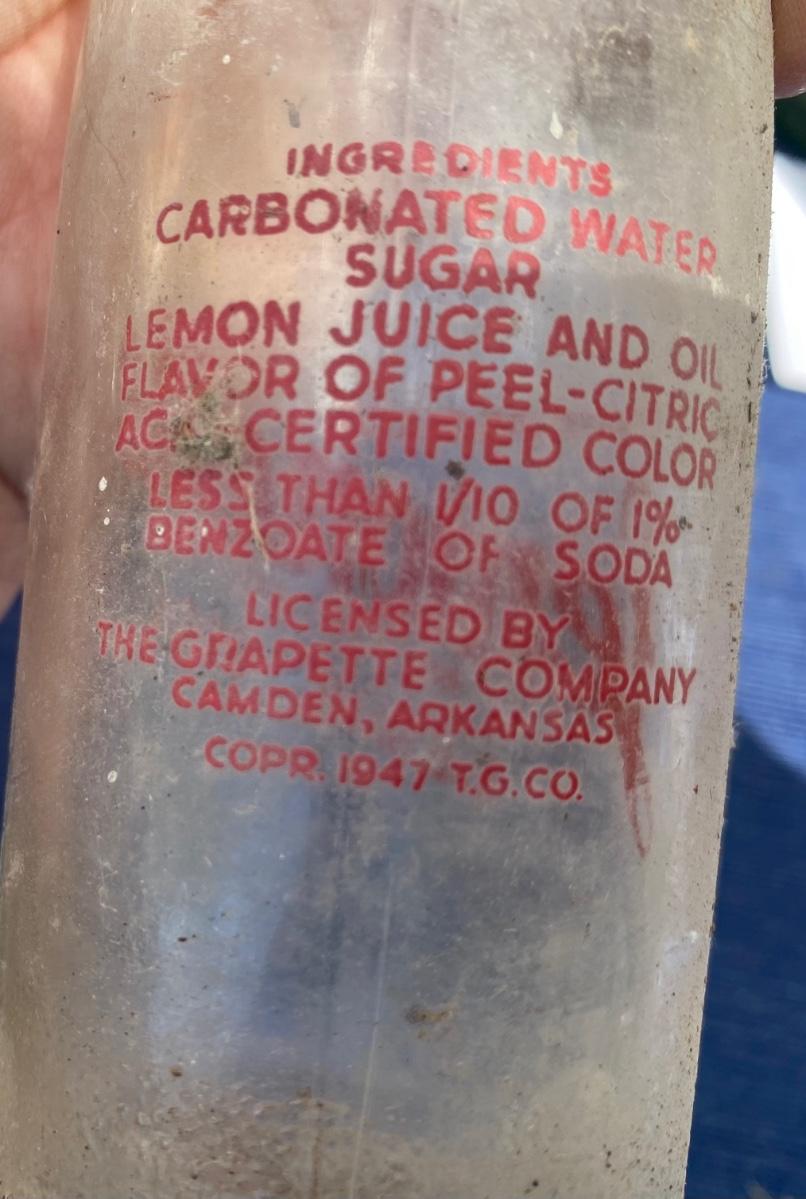 INGREDIENTS
CARBONATED WATER
SUGAR
LEMON JUICE AND OIL
FLAVOR OF PEEL-CITRIC
ACID CERTIFIED COLOR
LESS THAN 1/10 OF 1%
BENZOATE OF SODA
LICENSED BY
THE GRAPETTE COMPANY
CAMDEN, ARKANSAS
COPR. 1947 T.G.CO.